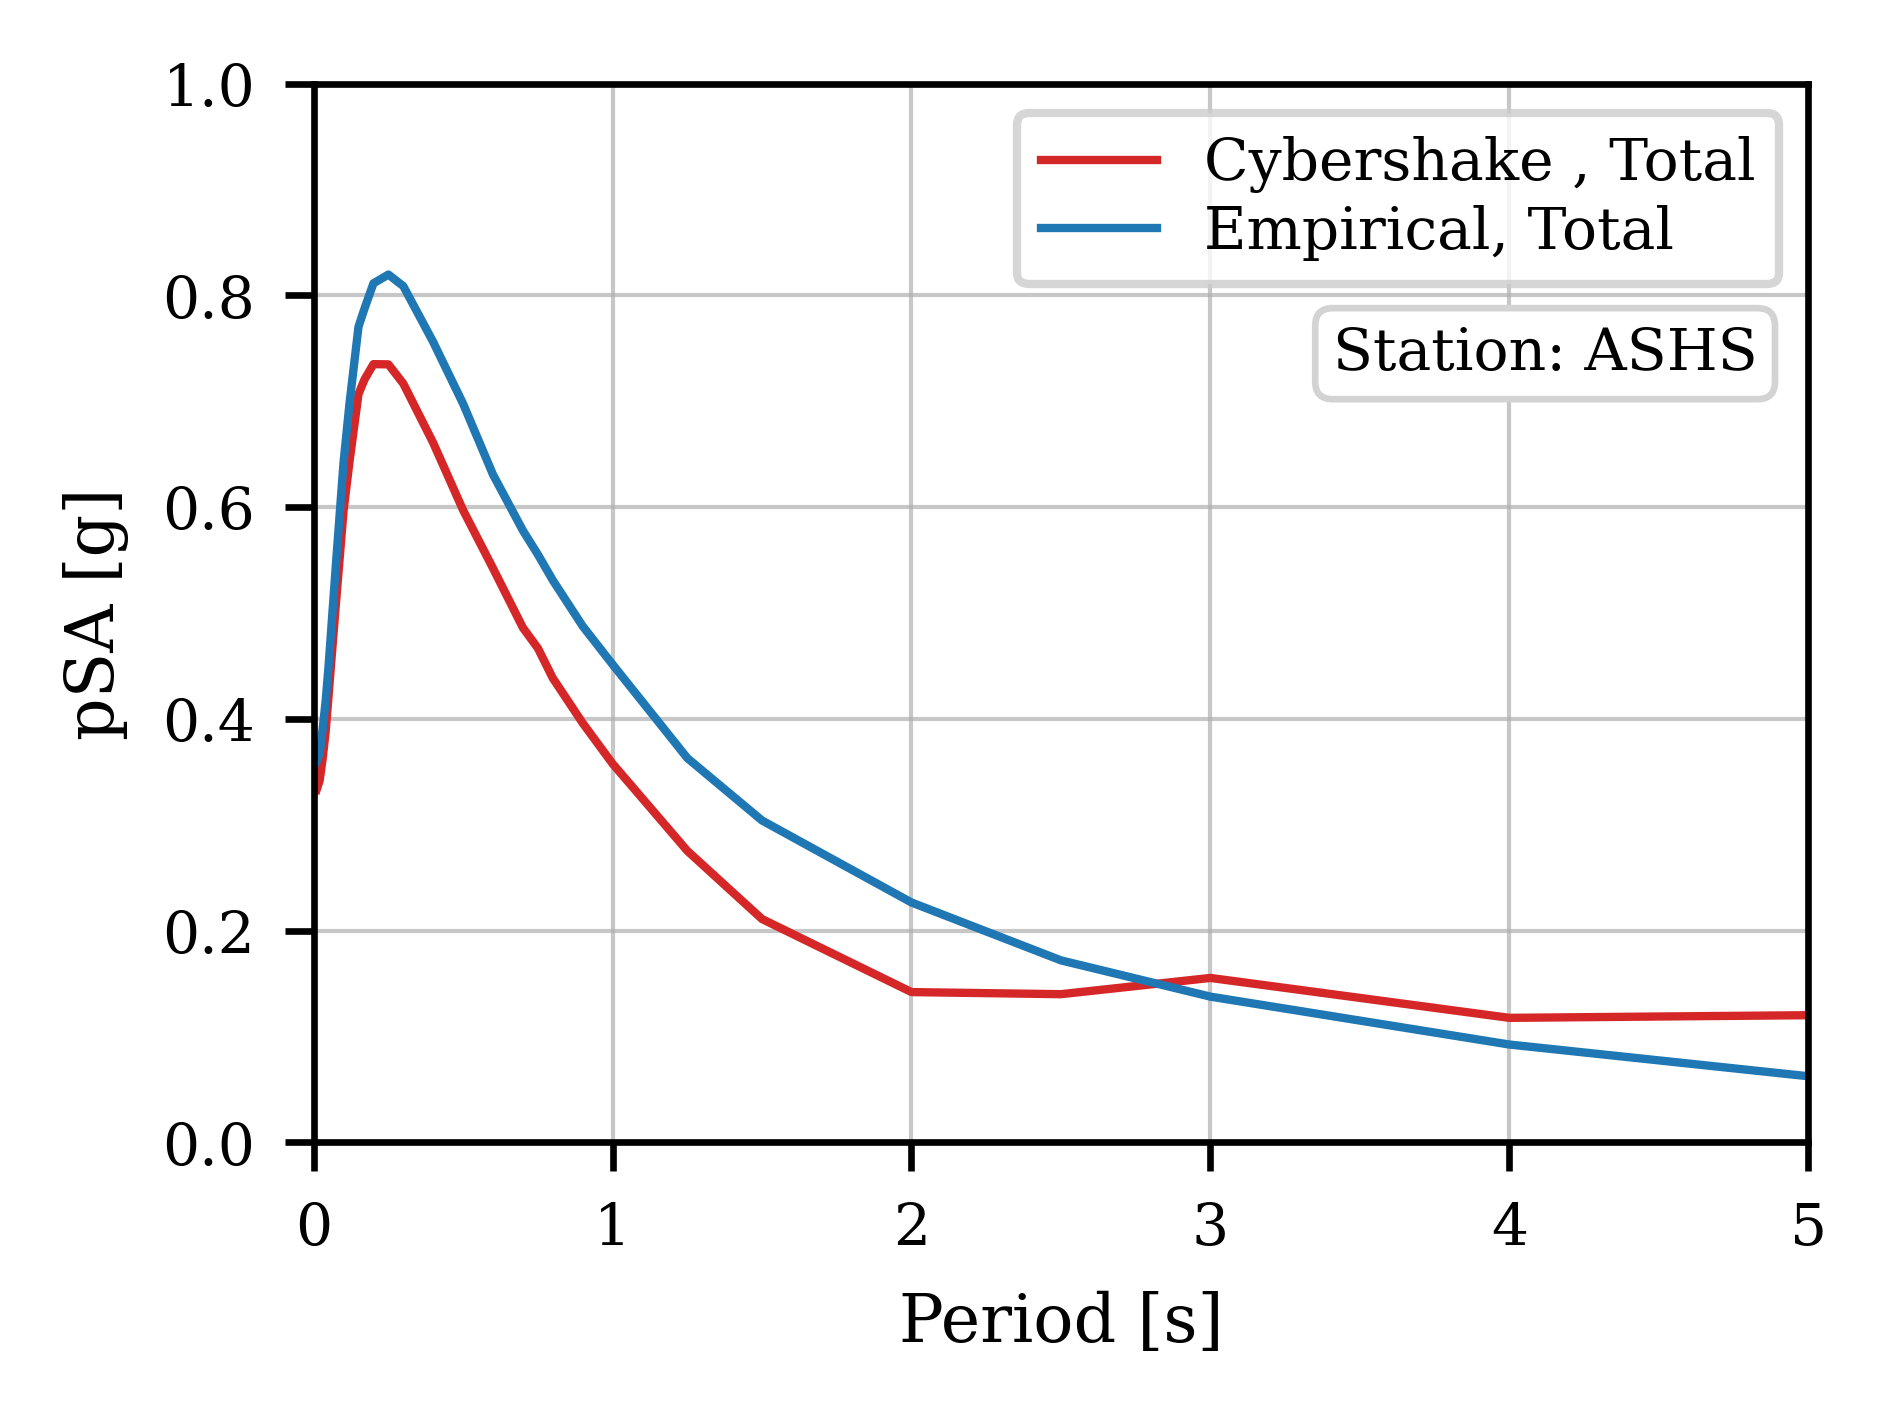 1.0
0.8
0.6
0.4
0.2
0.0
pSA [g]
Cybershake , Total
Empirical, Total
Station: ASHS
0 1 2 3 4 5
Period [s]